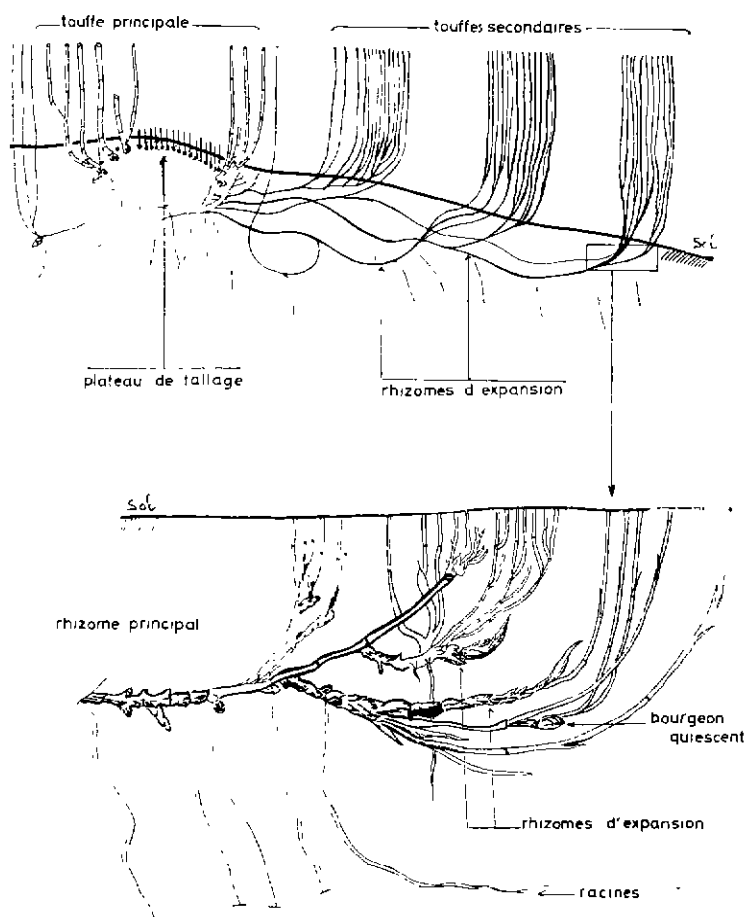 touffe principale
touffes secondaires
Sol
plateau de tallage
rhizomes d'expansion
Sol
rhizome principal
bourgeon
quiescent
rhizomes d'expansion
racines